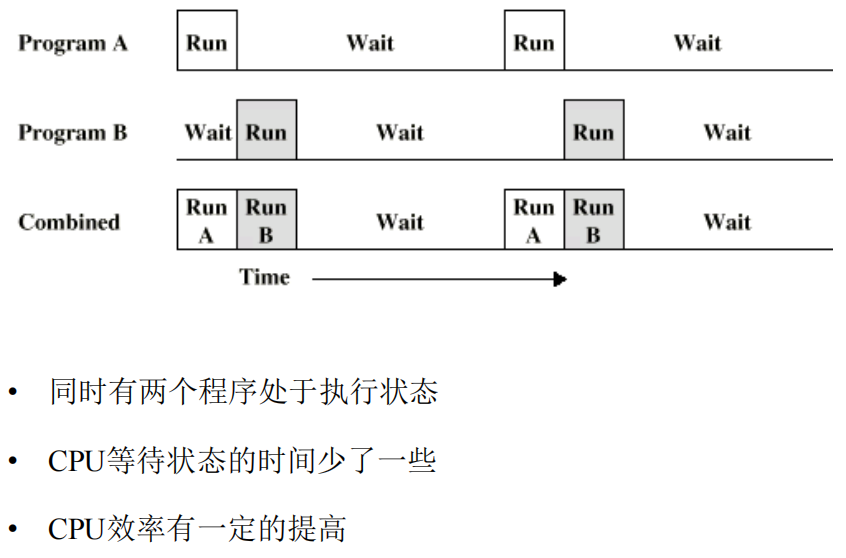 Program A Run Wait Run Wait
Program B Wait Run Wait Run Wait
Combined Run A Run B Wait Run A Run B Wait
Time
• 同时有两个程序处于执行状态
• CPU等待状态的时间少了一些
• CPU效率有一定的提高